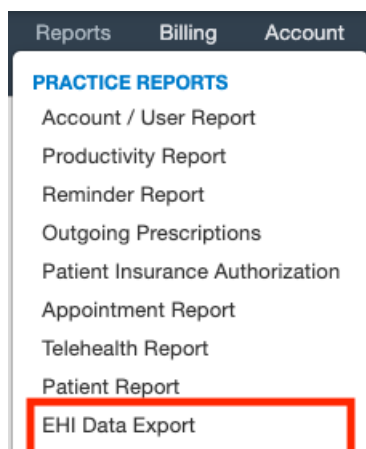 Reports Billing Account
PRACTICE REPORTS
Account / User Report
Productivity Report
Reminder Report
Outgoing Prescriptions
Patient Insurance Authorization
Appointment Report
Telehealth Report
Patient Report
EHI Data Export